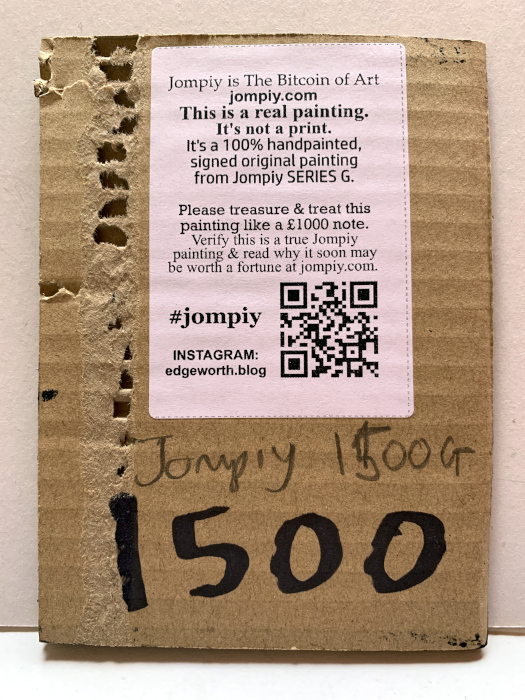 Jompiy is The Bitcoin of Art
jompiy.com
This is a real painting.
It's not a print.
It's a 100% handpainted,
signed original painting
from Jompiy SERIES G.
Please treasure & treat this
painting like a £1000 note.
Verify this is a true Jompiy
painting & read why it soon may
be worth a fortune at jompiy.com.
#jompiy
INSTAGRAM:
edgeworth.blog
Jompiy 1500G
1500